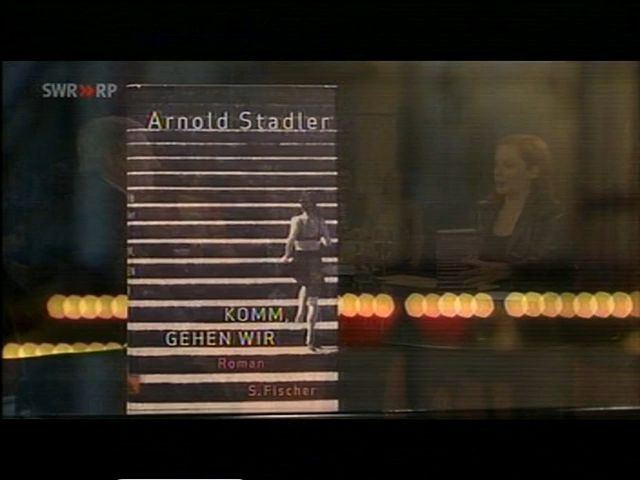 SWR»RP
Arnold Stadler
KOMM,
GEHEN WIR
Roman
S. Fischer